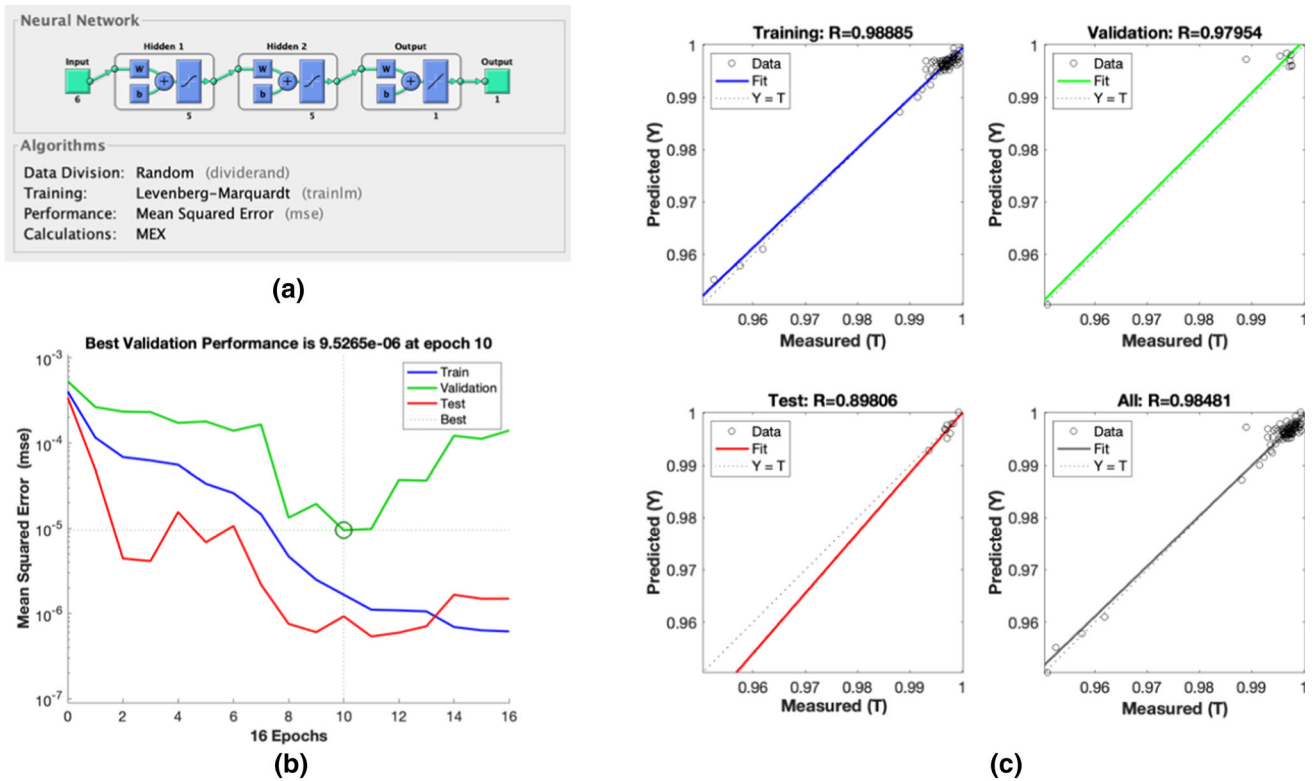 Neural Network
Hidden 1
Hidden 2
Output
Input
Output
W
b
W
b
W
b
6
5
5
1
1
Algorithms
Data Division: Random (dividerand)
Training: Levenberg-Marquardt (trainlm)
Performance: Mean Squared Error (mse)
Calculations: MEX
(a)
Best Validation Performance is 9.5265e-06 at epoch 10
Mean Squared Error (mse)
10-3
10-4
10-5
10-6
10-7
Train
Validation
Test
Best
0 2 4 6 8 10 12 14 16
16 Epochs
(b)
Training: R=0.98885
Predicted (Y)
1
0.99
0.98
0.97
0.96
Data
Fit
Y = T
0.96 0.97 0.98 0.99 1
Measured (T)
Validation: R=0.97954
Predicted (Y)
1
0.99
0.98
0.97
0.96
Data
Fit
Y = T
0.96 0.97 0.98 0.99 1
Measured (T)
Test: R=0.89806
Predicted (Y)
1
0.99
0.98
0.97
0.96
Data
Fit
Y = T
0.96 0.97 0.98 0.99 1
Measured (T)
All: R=0.98481
Predicted (Y)
1
0.99
0.98
0.97
0.96
Data
Fit
Y = T
0.96 0.97 0.98 0.99 1
Measured (T)
(c)